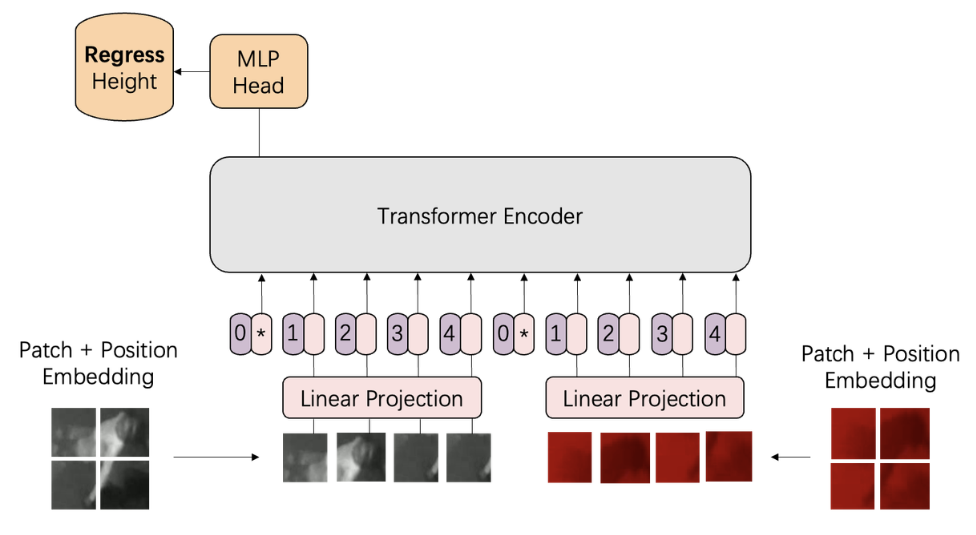 Regress
Height
MLP
Head
Transformer Encoder
0 * 1 2 3 4 0 * 1 2 3 4
Patch + Position
Embedding
Linear Projection
Linear Projection
Patch + Position
Embedding